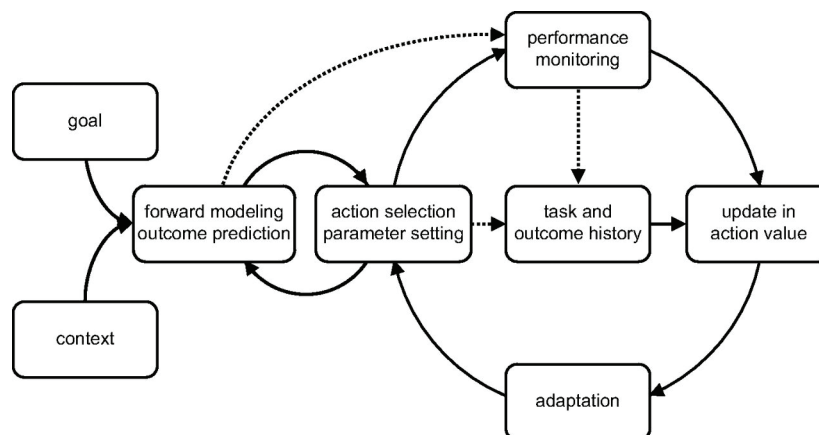 performance
monitoring
goal
forward modeling
outcome prediction
action selection
parameter setting
task and
outcome history
update in
action value
context
adaptation